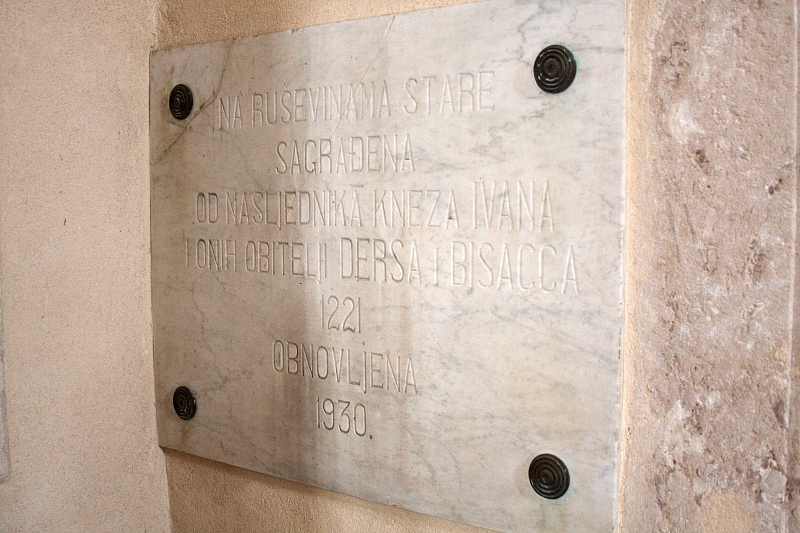 NA RUŠEVINAMA STARE
SAGRAĐENA
OD NASLJEDNIKA KNEZA IVANA
I ONIH OBITELJI DERSA I BISACCA
1221
OBNOVLJENA
1930.